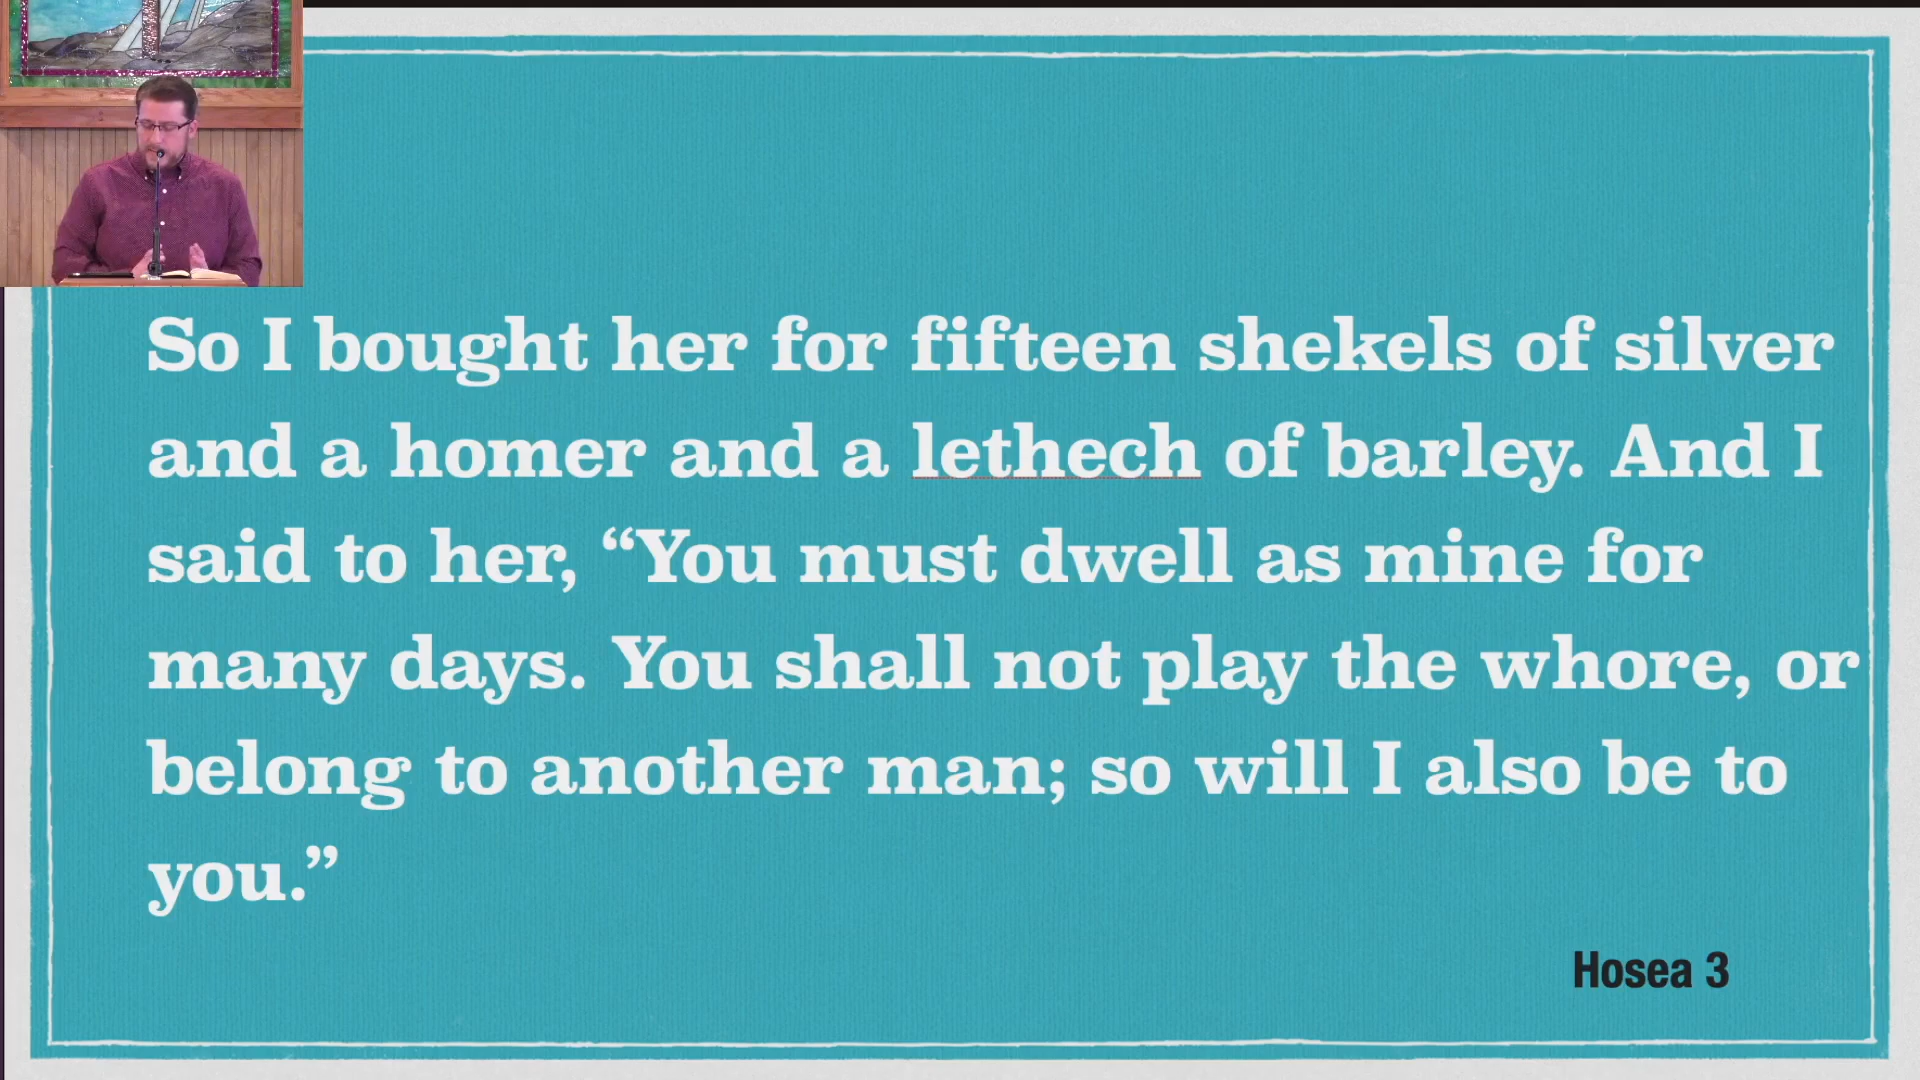 So I bought her for fifteen shekels of silver
and a homer and a lethech of barley. And I
said to her, “You must dwell as mine for
many days. You shall not play the whore, or
belong to another man; so will I also be to
you.”
Hosea 3